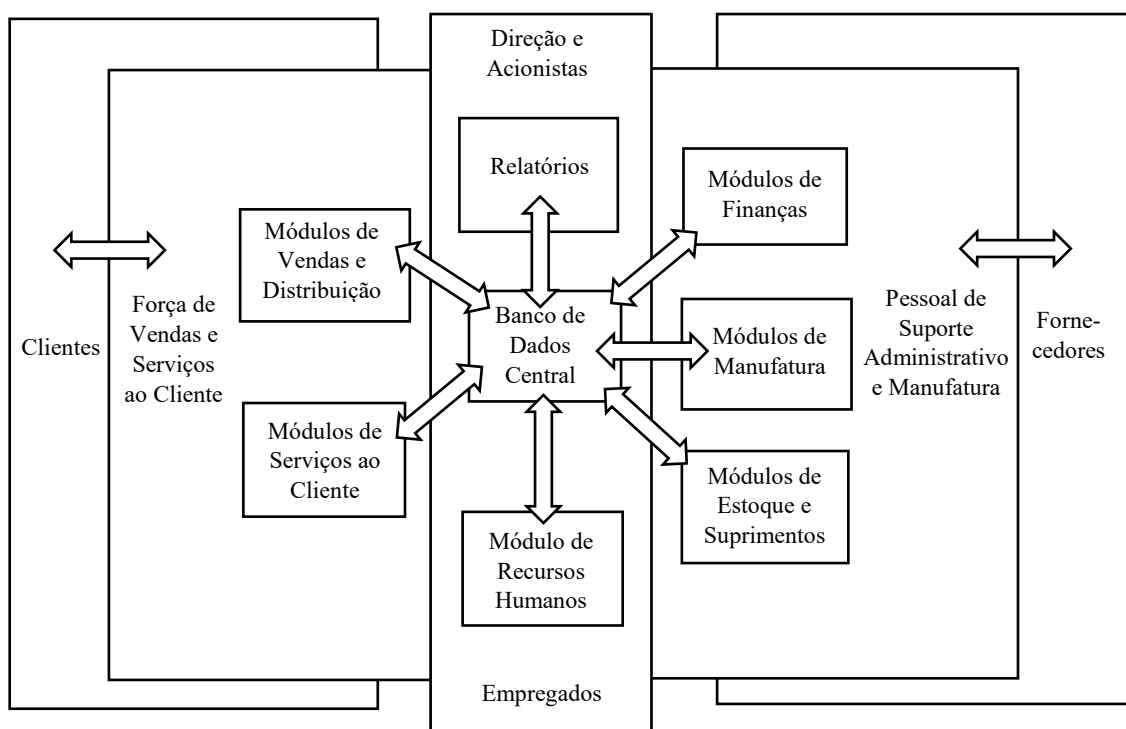 Direção e
Acionistas
Relatórios
Módulos de
Finanças
Módulos de
Vendas e
Distribuição
Banco de
Dados
Central
Módulos de
Manufatura
Clientes
Força de
Vendas e
Serviços
ao Cliente
Pessoal de
Suporte
Administrativo
e Manufatura
Forne-
cedores
Módulos de
Serviços ao
Cliente
Módulos de
Estoque e
Suprimentos
Módulo de
Recursos
Humanos
Empregados